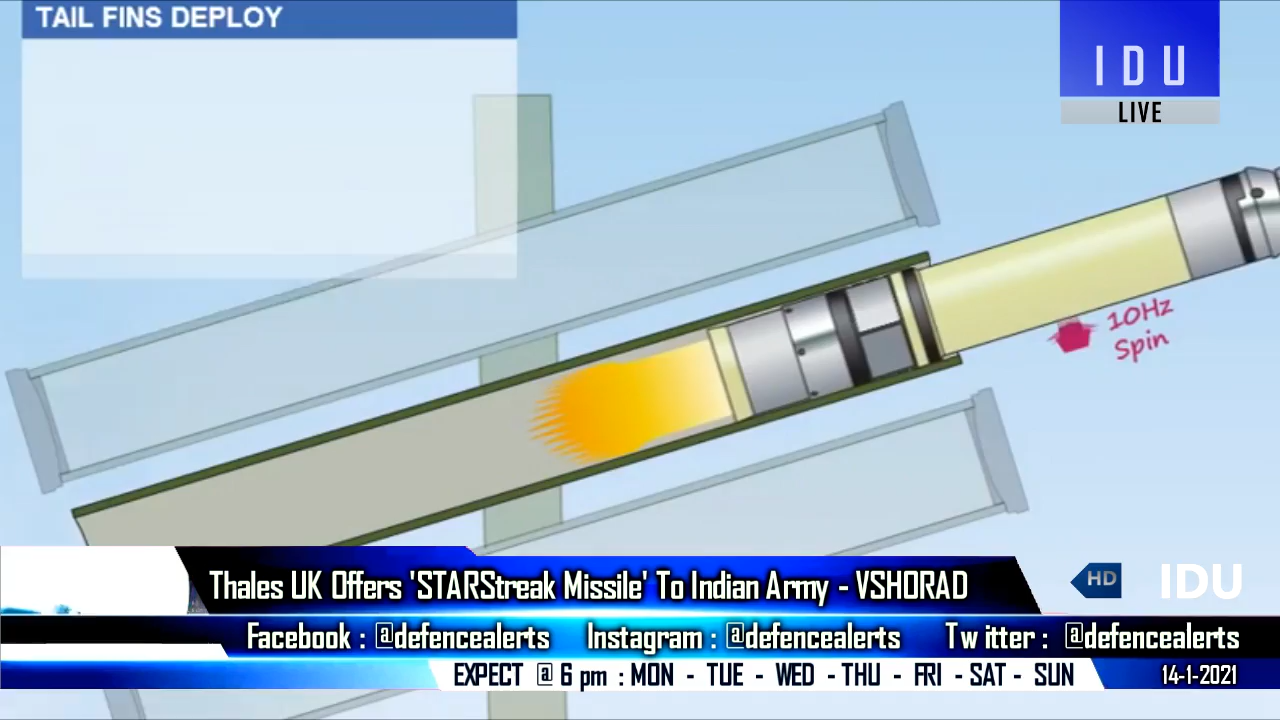 TAIL FINS DEPLOY
IDU
LIVE
10Hz
Spin
Thales UK Offers 'STARStreak Missile' To Indian Army - VSHORAD
HD
IDU
Facebook : @defencealerts Instagram : @defencealerts Tw itter : @defencealerts
EXPECT @ 6 pm : MON - TUE - WED - THU - FRI - SAT - SUN
14-1-2021